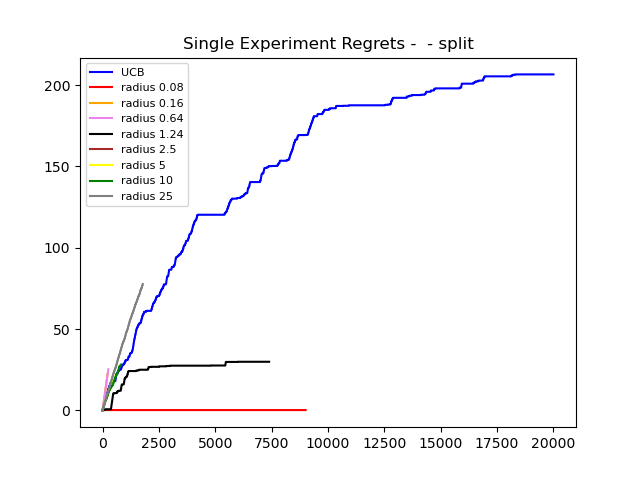 Single Experiment Regrets -  - split
UCB
radius 0.08
radius 0.16
radius 0.64
radius 1.24
radius 2.5
radius 5
radius 10
radius 25
200
150
100
50
0
0 2500 5000 7500 10000 12500 15000 17500 20000